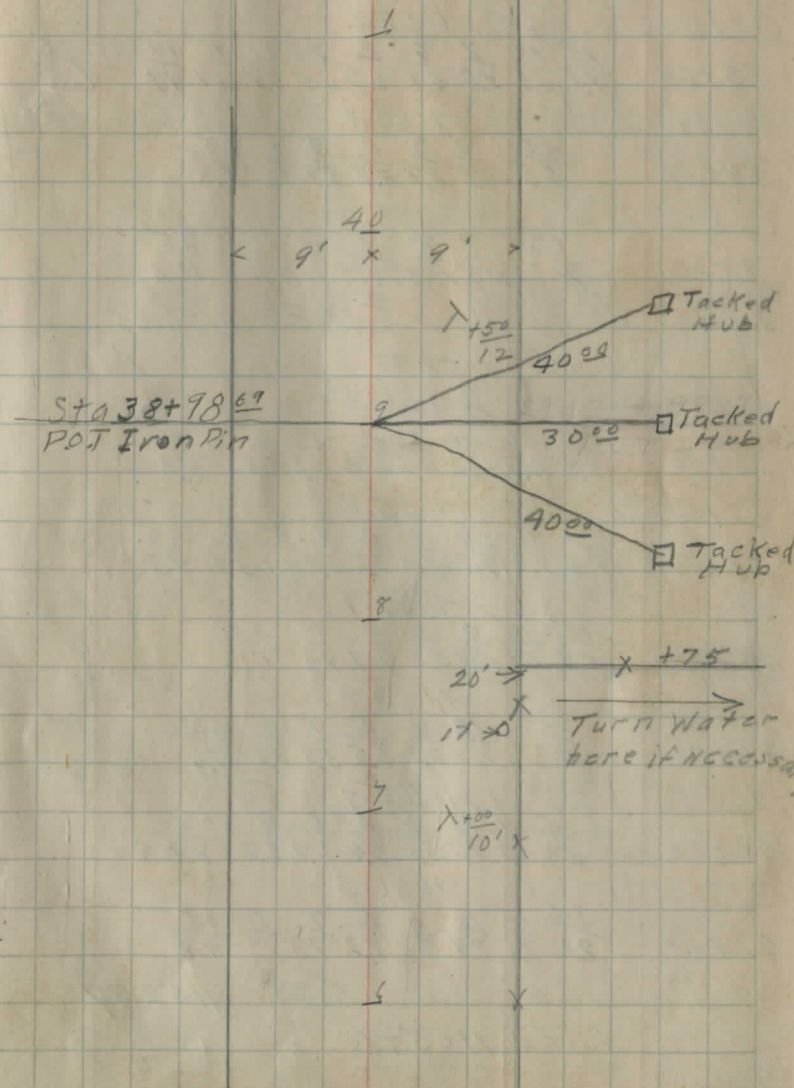 1
40
9' x 9'
λ +50
12
Tacked
Hub
40 00
Sta 38+98 69
P.O.T Iron Pin
9
30 00
Tacked
Hub
40 00
Tacked
Hub
8
+75
20'
17
Turn Water
here if
7
λ +00
10'
6